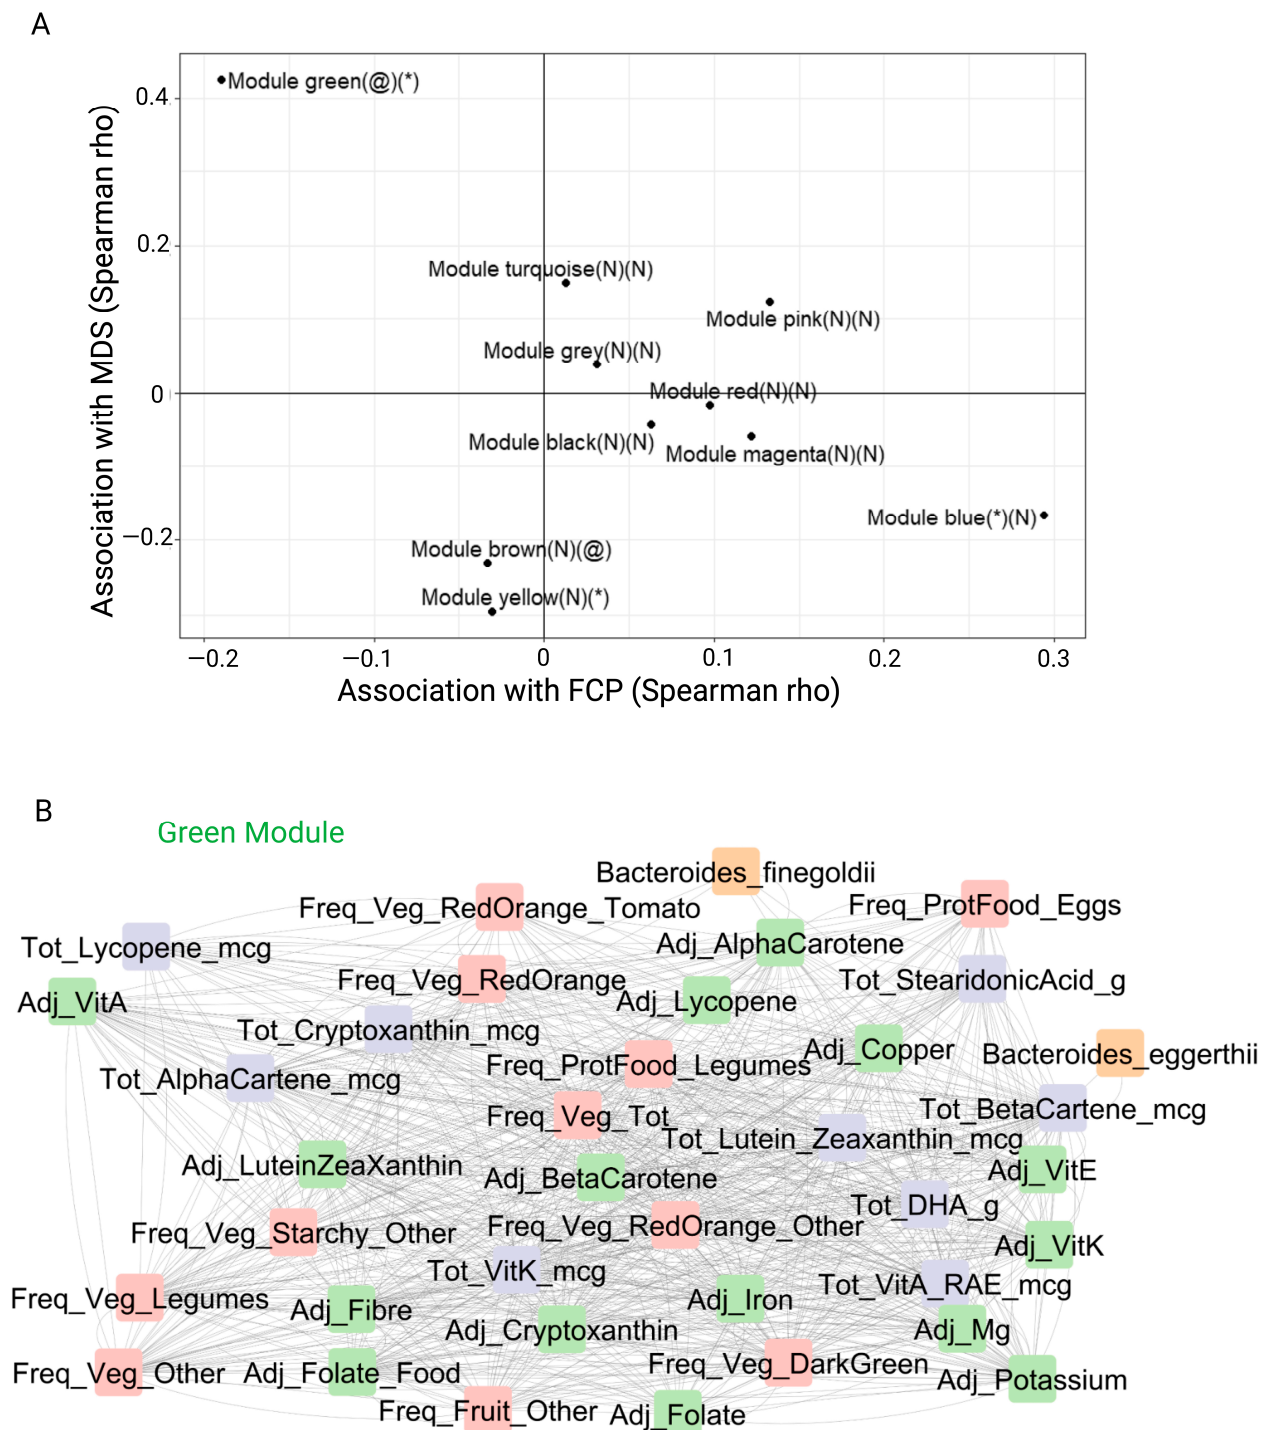 A
Association with MDS (Spearman rho)
0.4
0.2
0
−0.2
Module green(@)(*)
Module turquoise(N)(N)
Module pink(N)(N)
Module grey(N)(N)
Module red(N)(N)
Module black(N)(N)
Module magenta(N)(N)
Module blue(*)(N)
Module brown(N)(@)
Module yellow(N)(*)
−0.2 −0.1 0 0.1 0.2 0.3
Association with FCP (Spearman rho)
B
Green Module
Bacteroides_finegoldii
Freq_Veg_RedOrange_Tomato
Freq_ProtFood_Eggs
Tot_Lycopene_mcg
Adj_AlphaCarotene
Freq_Veg_RedOrange
Tot_StearidonicAcid_g
Adj_VitA
Adj_Lycopene
Tot_Cryptoxanthin_mcg
Adj_Copper
Bacteroides_eggerthii
Freq_ProtFood_Legumes
Tot_AlphaCartene_mcg
Freq_Veg_Tot
Tot_BetaCartene_mcg
Tot_Lutein_Zeaxanthin_mcg
Adj_LuteinZeaXanthin
Adj_BetaCarotene
Adj_VitE
Tot_DHA_g
Freq_Veg_Starchy_Other
Freq_Veg_RedOrange_Other
Adj_VitK
Tot_VitK_mcg
Tot_VitA_RAE_mcg
Freq_Veg_Legumes
Adj_Fibre
Adj_Iron
Adj_Cryptoxanthin
Adj_Mg
Freq_Veg_Other
Adj_Folate_Food
Freq_Veg_DarkGreen
Adj_Potassium
Freq_Fruit_Other
Adj_Folate